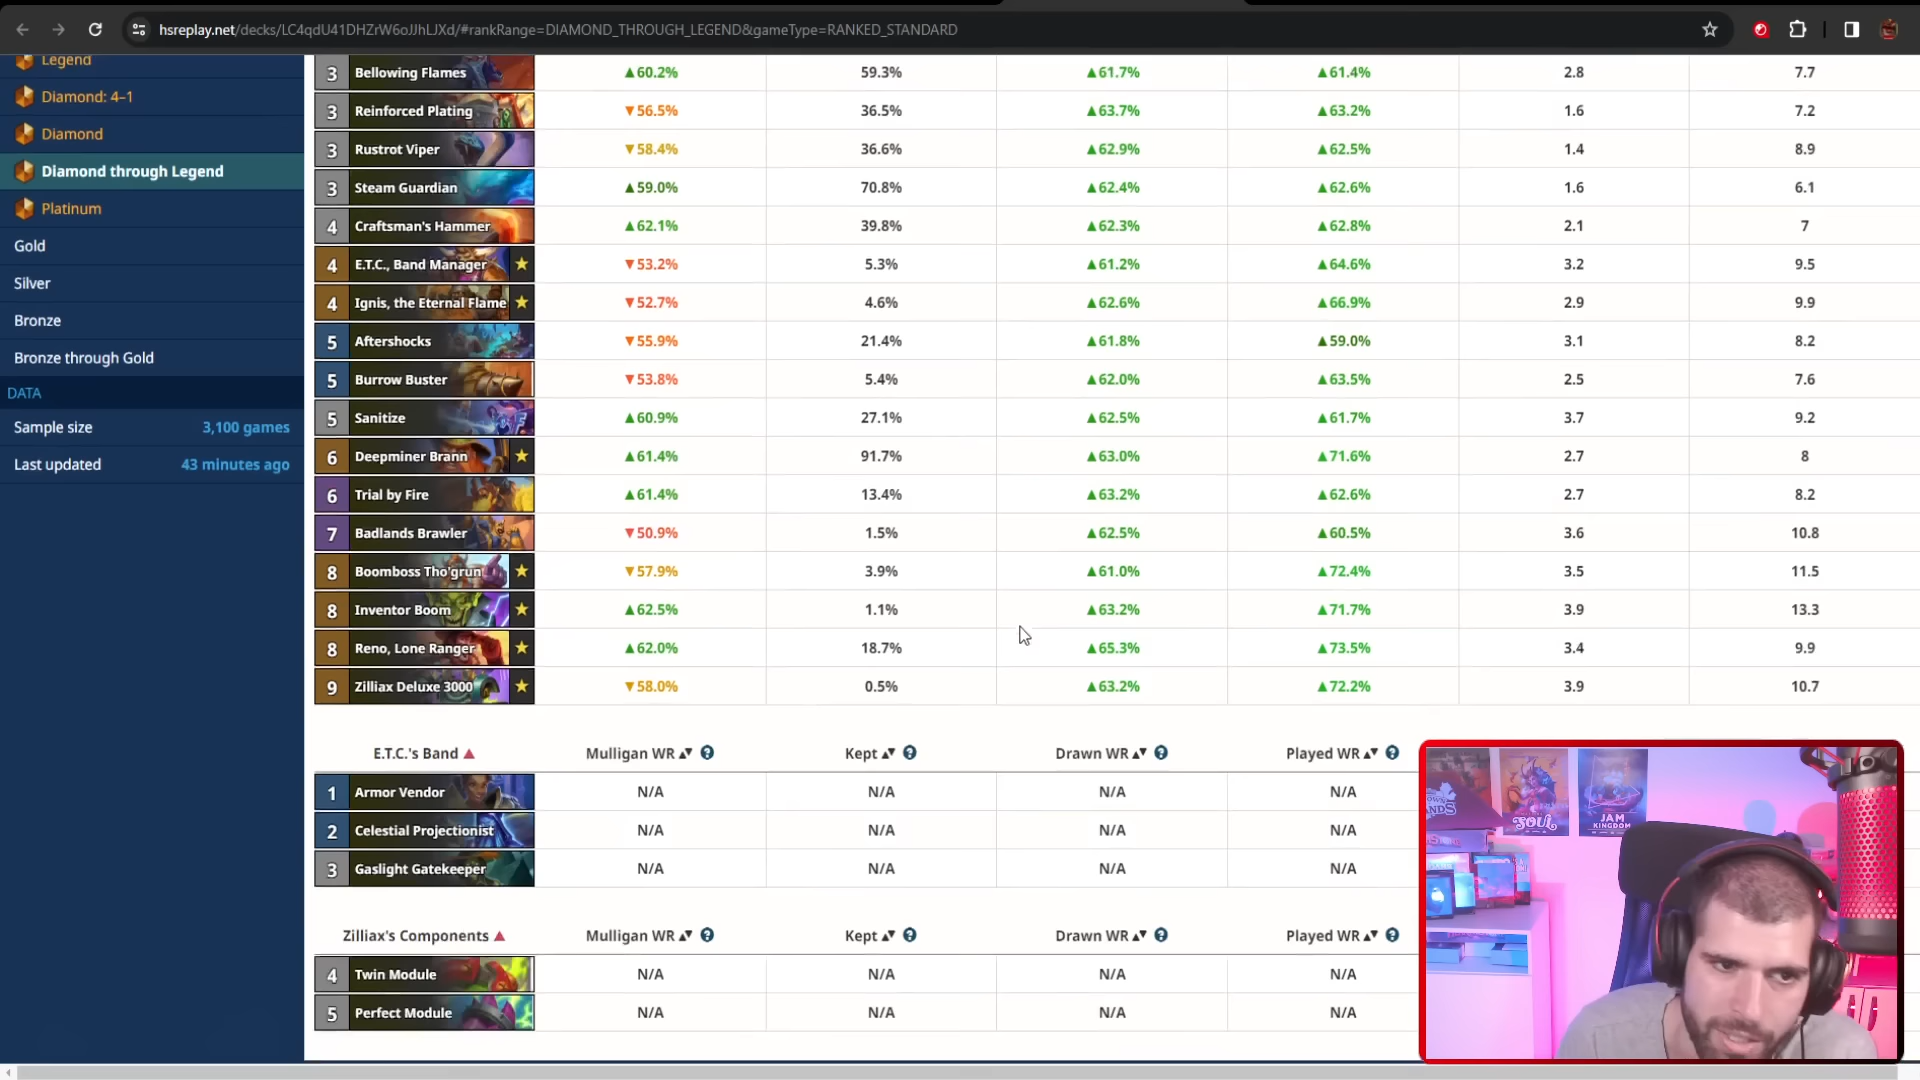 hsreplay.net/decks/LC4qdU41DHZrW6oJJhLJXd/#rankRange=DIAMOND_THROUGH_LEGEND&gameType=RANKED_STANDARD
Legend
Diamond: 4–1
Diamond
Diamond through Legend
Platinum
Gold
Silver
Bronze
Bronze through Gold
DATA
Sample size 3,100 games
Last updated 43 minutes ago
3 Bellowing Flames ▲60.2% 59.3% ▲61.7% ▲61.4% 2.8 7.7
3 Reinforced Plating ▼56.5% 36.5% ▲63.7% ▲63.2% 1.6 7.2
3 Rustrot Viper ▼58.4% 36.6% ▲62.9% ▲62.5% 1.4 8.9
3 Steam Guardian ▲59.0% 70.8% ▲62.4% ▲62.6% 1.6 6.1
4 Craftsman's Hammer ▲62.1% 39.8% ▲62.3% ▲62.8% 2.1 7
4 E.T.C., Band Manager ★ ▼53.2% 5.3% ▲61.2% ▲64.6% 3.2 9.5
4 Ignis, the Eternal Flame ★ ▼52.7% 4.6% ▲62.6% ▲66.9% 2.9 9.9
5 Aftershocks ▼55.9% 21.4% ▲61.8% ▲59.0% 3.1 8.2
5 Burrow Buster ▼53.8% 5.4% ▲62.0% ▲63.5% 2.5 7.6
5 Sanitize ▲60.9% 27.1% ▲62.5% ▲61.7% 3.7 9.2
6 Deepminer Brann ★ ▲61.4% 91.7% ▲63.0% ▲71.6% 2.7 8
6 Trial by Fire ▲61.4% 13.4% ▲63.2% ▲62.6% 2.7 8.2
7 Badlands Brawler ▼50.9% 1.5% ▲62.5% ▲60.5% 3.6 10.8
8 Boomboss Tho'grun ★ ▼57.9% 3.9% ▲61.0% ▲72.4% 3.5 11.5
8 Inventor Boom ★ ▲62.5% 1.1% ▲63.2% ▲71.7% 3.9 13.3
8 Reno, Lone Ranger ★ ▲62.0% 18.7% ▲65.3% ▲73.5% 3.4 9.9
9 Zilliax Deluxe 3000 ★ ▼58.0% 0.5% ▲63.2% ▲72.2% 3.9 10.7
E.T.C.'s Band ▲ Mulligan WR ▲▼ ? Kept ▲▼ ? Drawn WR ▲▼ ? Played WR ▲▼ ?
1 Armor Vendor N/A N/A N/A N/A
2 Celestial Projectionist N/A N/A N/A N/A
3 Gaslight Gatekeeper N/A N/A N/A N/A
Zilliax's Components ▲ Mulligan WR ▲▼ ? Kept ▲▼ ? Drawn WR ▲▼ ? Played WR ▲▼ ?
4 Twin Module N/A N/A N/A N/A
5 Perfect Module N/A N/A N/A N/A
SOUL
JAM
KINGDOM